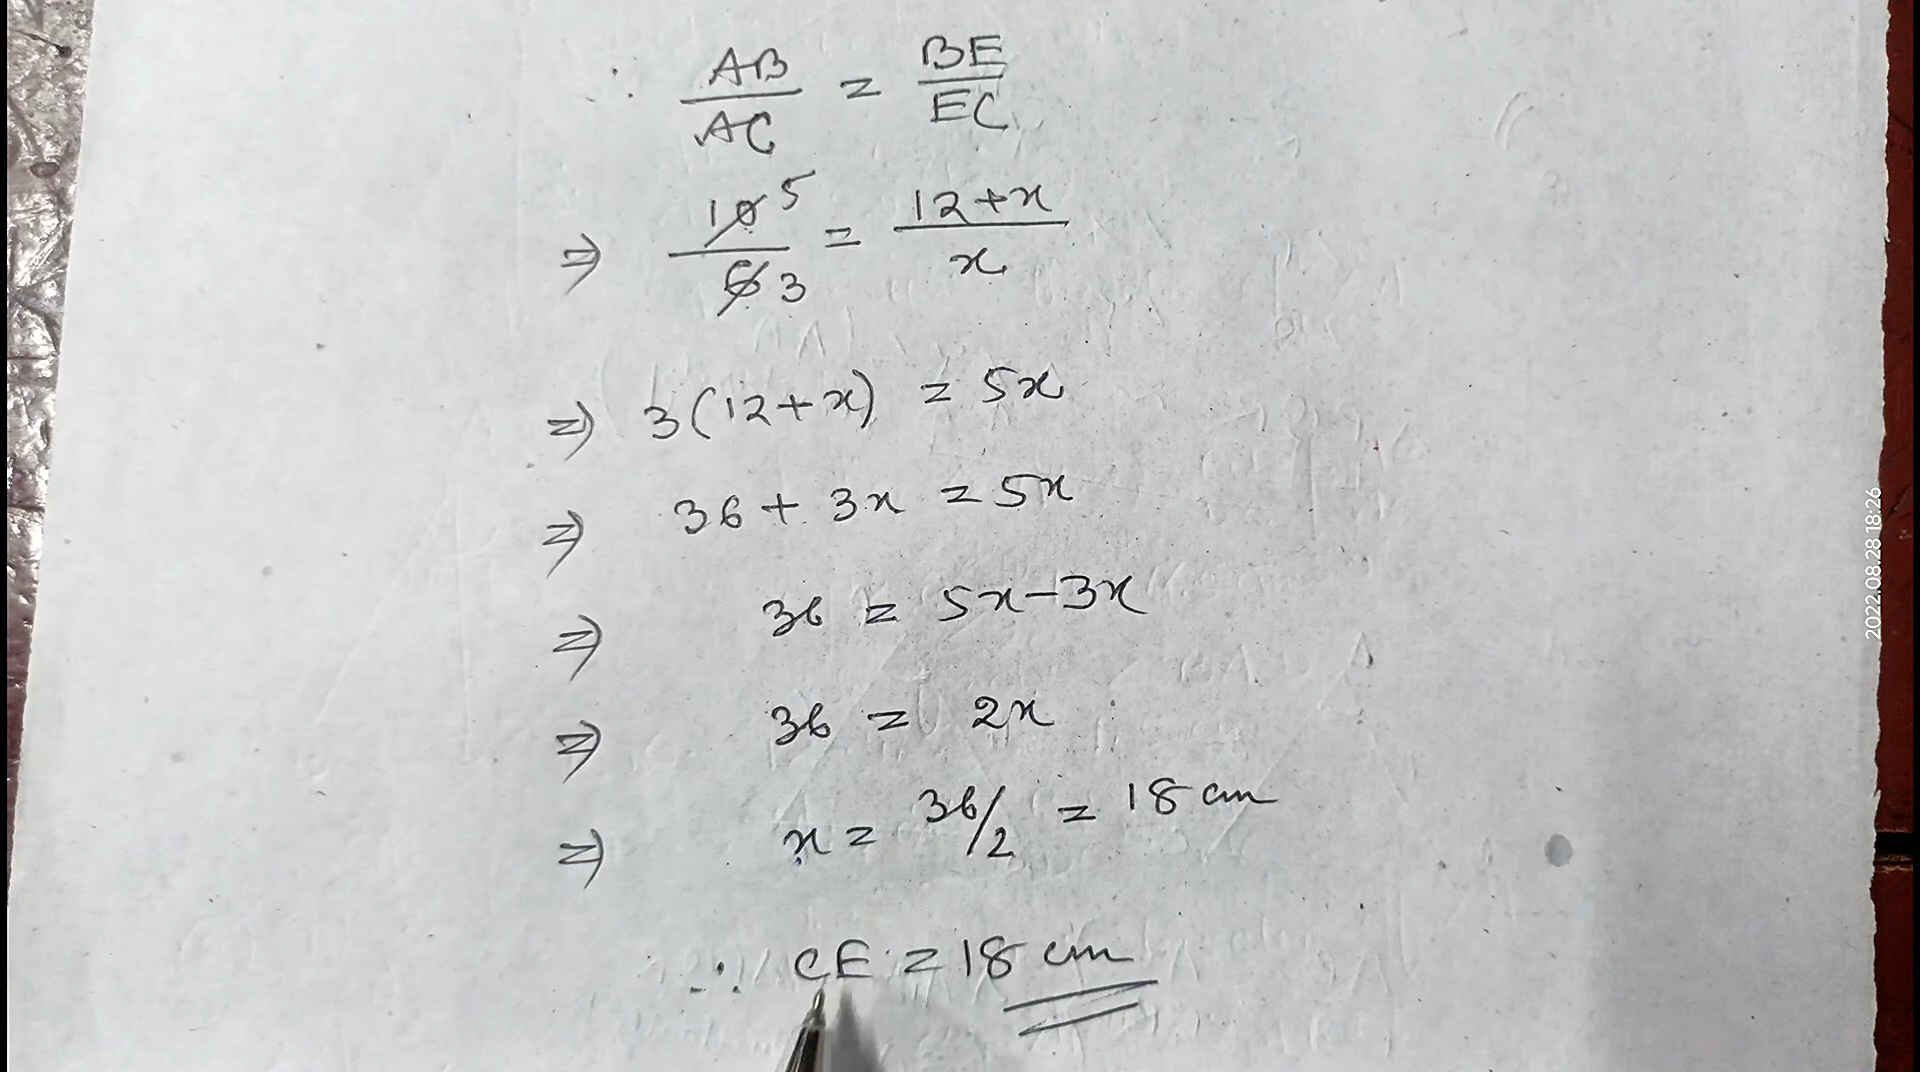 ∴ AB/AC = BE/EC
⇒ 10 5/6 3 = 12+x/x
⇒ 3(12+x) = 5x
⇒ 36 + 3x = 5x
⇒ 36 = 5x-3x
⇒ 36 = 2x
⇒ x = 36/2 = 18 cm
∴ CE = 18 cm
2022.08.28 18:26